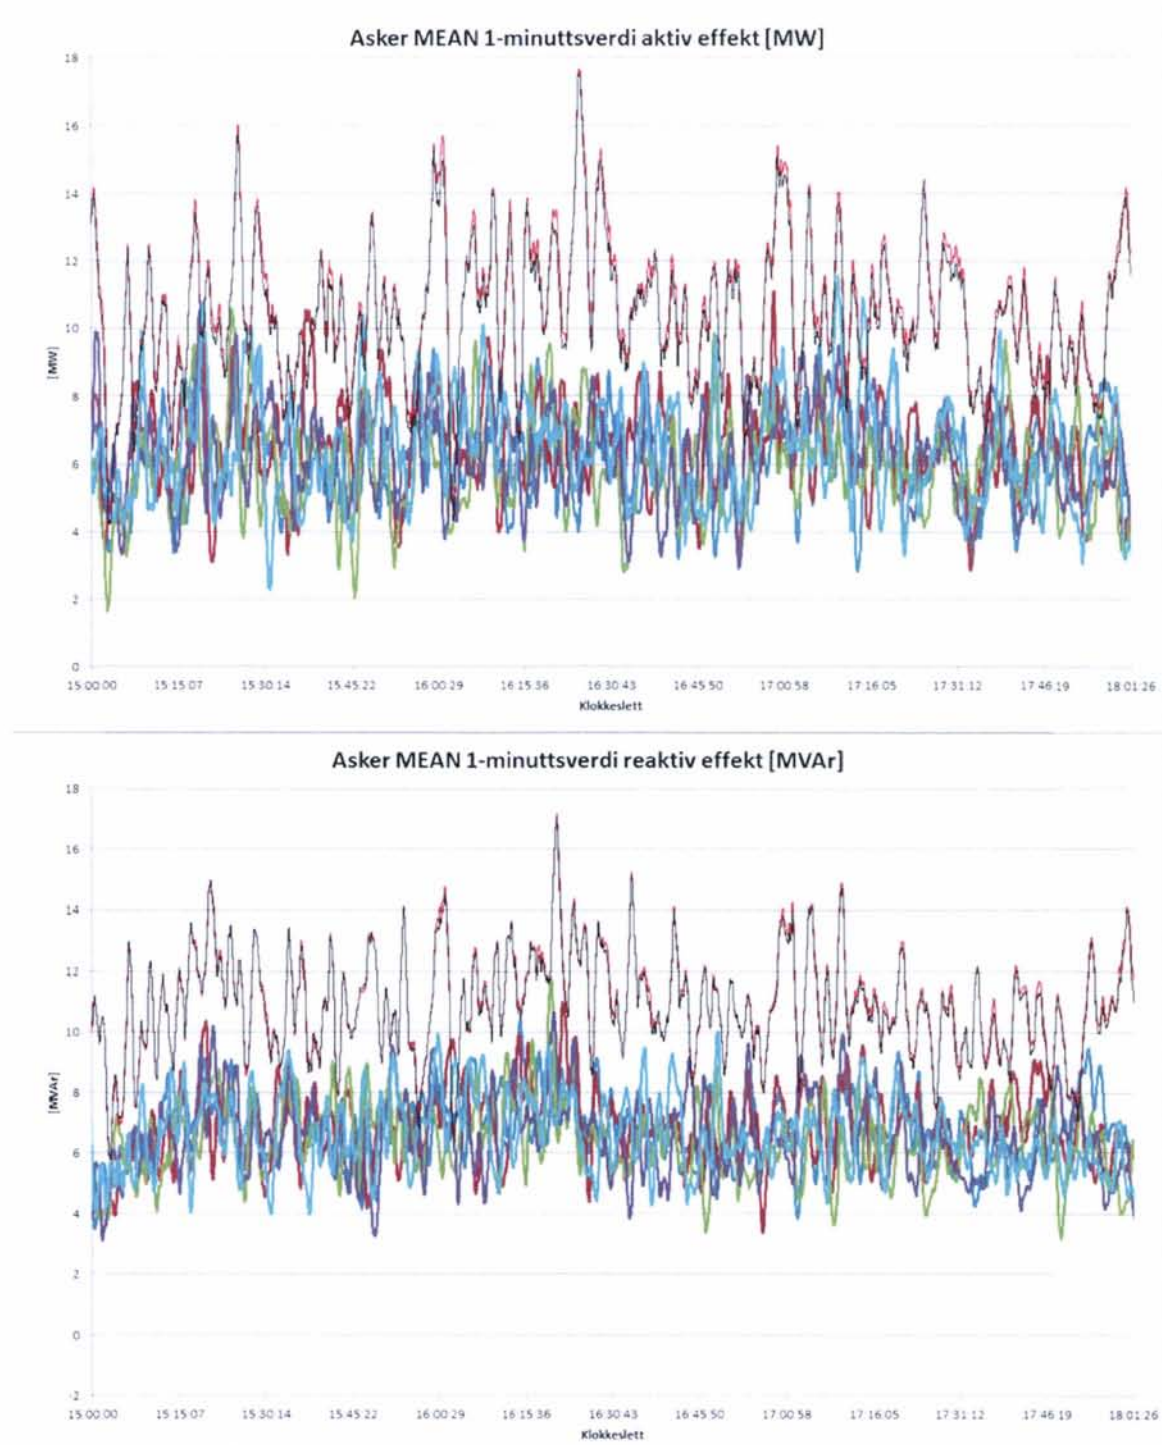 Asker MEAN 1-minuttsverdi aktiv effekt [MW]
18
16
14
12
10
8
6
4
2
0
[MW]
15:00:00 15:15:07 15:30:14 15:45:22 16:00:29 16:15:36 16:30:43 16:45:50 17:00:58 17:16:05 17:31:12 17:46:19 18:01:26
Klokkeslett
Asker MEAN 1-minuttsverdi reaktiv effekt [MVAr]
18
16
14
12
10
8
6
4
2
0
-2
[MVAr]
15:00:00 15:15:07 15:30:14 15:45:22 16:00:29 16:15:36 16:30:43 16:45:50 17:00:58 17:16:05 17:31:12 17:46:19 18:01:26
Klokkeslett